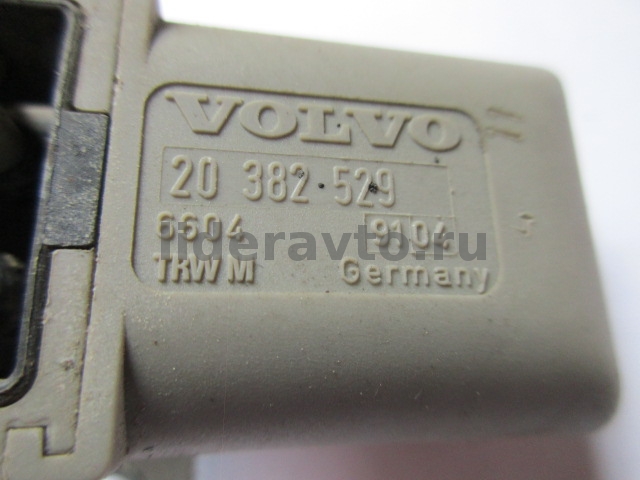 VOLVO
20 382 529
6604 9104
lideravto.ru
TRW M Germany